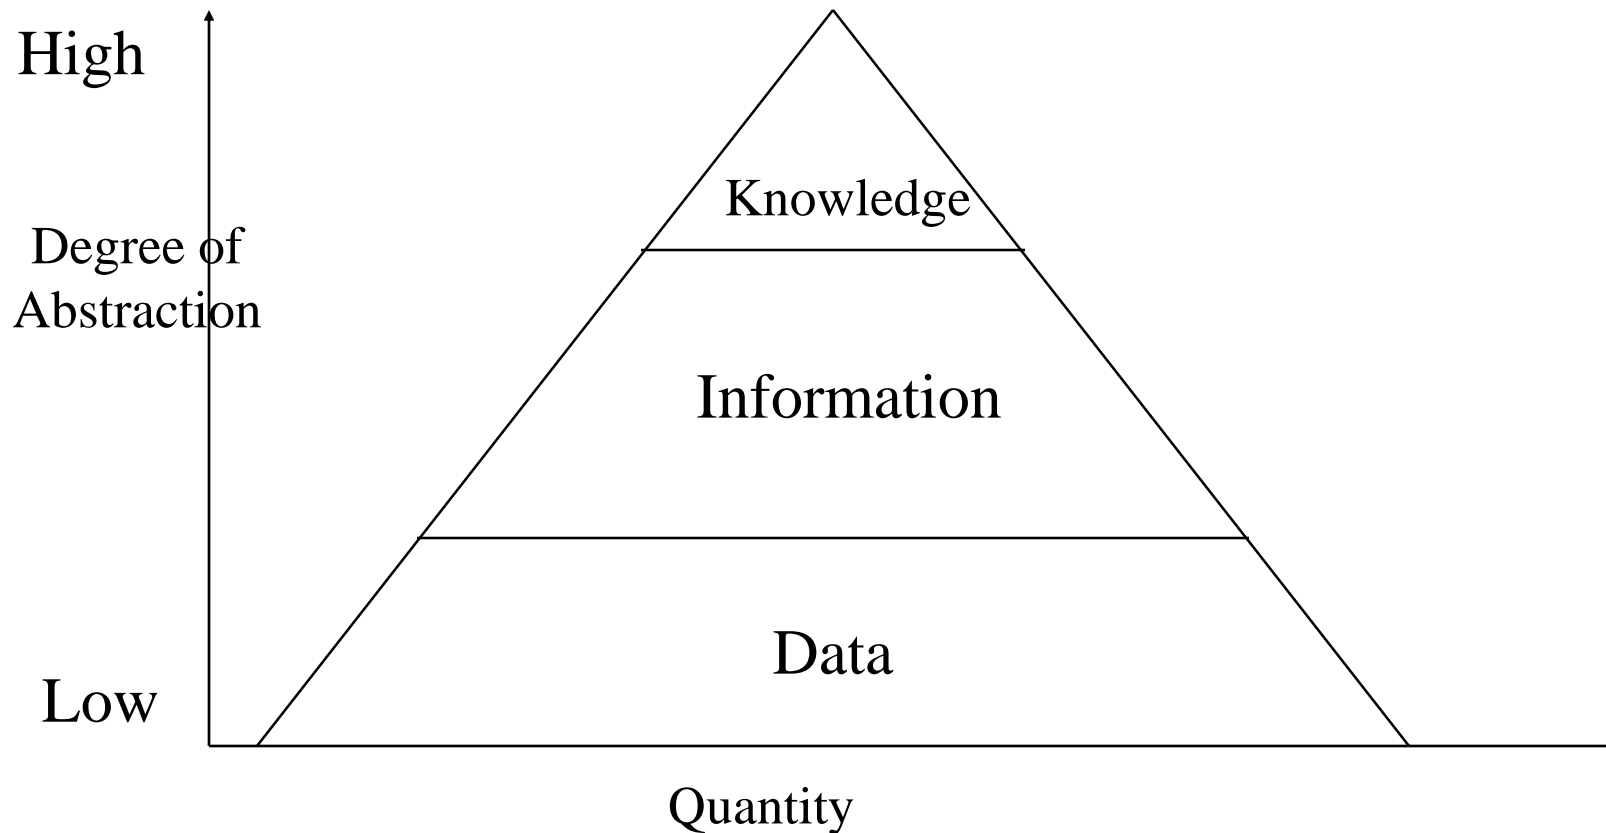 High
Knowledge
Degree of
Abstraction
Information
Data
Low
Quantity